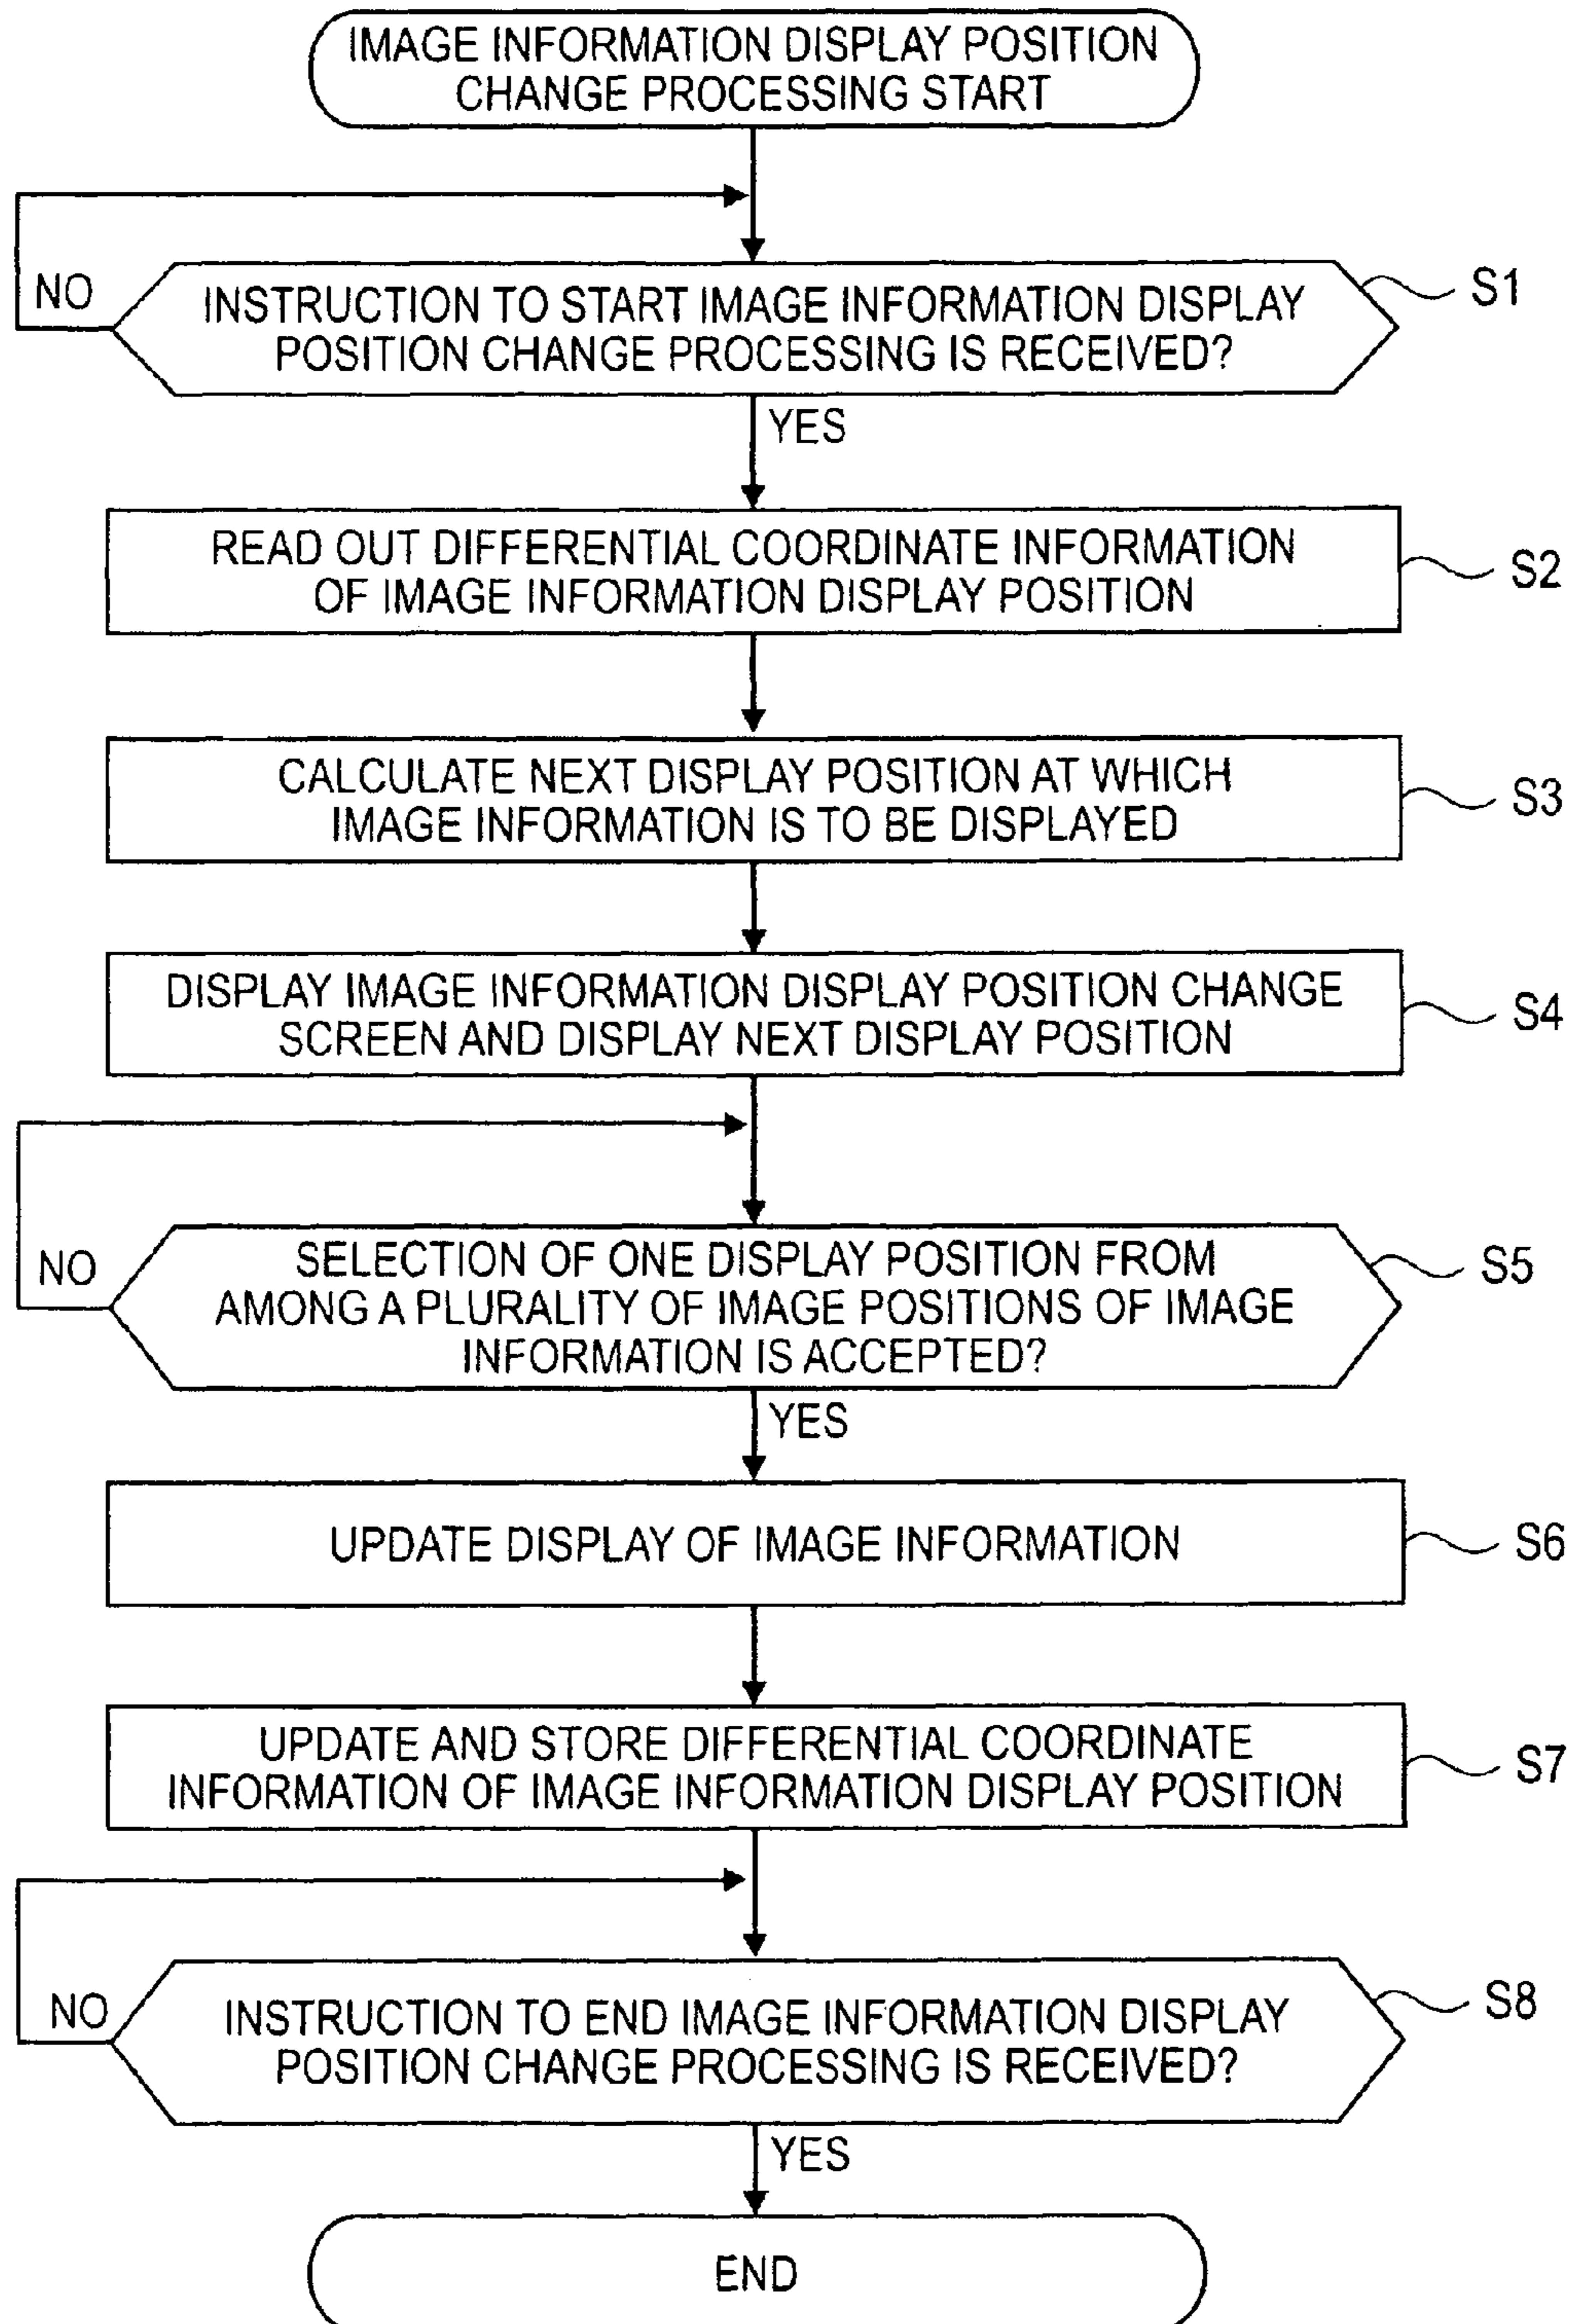 IMAGE INFORMATION DISPLAY POSITION
CHANGE PROCESSING START
NO
INSTRUCTION TO START IMAGE INFORMATION DISPLAY
POSITION CHANGE PROCESSING IS RECEIVED?
S1
YES
READ OUT DIFFERENTIAL COORDINATE INFORMATION
OF IMAGE INFORMATION DISPLAY POSITION
S2
CALCULATE NEXT DISPLAY POSITION AT WHICH
IMAGE INFORMATION IS TO BE DISPLAYED
S3
DISPLAY IMAGE INFORMATION DISPLAY POSITION CHANGE
SCREEN AND DISPLAY NEXT DISPLAY POSITION
S4
NO
SELECTION OF ONE DISPLAY POSITION FROM
AMONG A PLURALITY OF IMAGE POSITIONS OF IMAGE
INFORMATION IS ACCEPTED?
S5
YES
UPDATE DISPLAY OF IMAGE INFORMATION
S6
UPDATE AND STORE DIFFERENTIAL COORDINATE
INFORMATION OF IMAGE INFORMATION DISPLAY POSITION
S7
NO
INSTRUCTION TO END IMAGE INFORMATION DISPLAY
POSITION CHANGE PROCESSING IS RECEIVED?
S8
YES
END